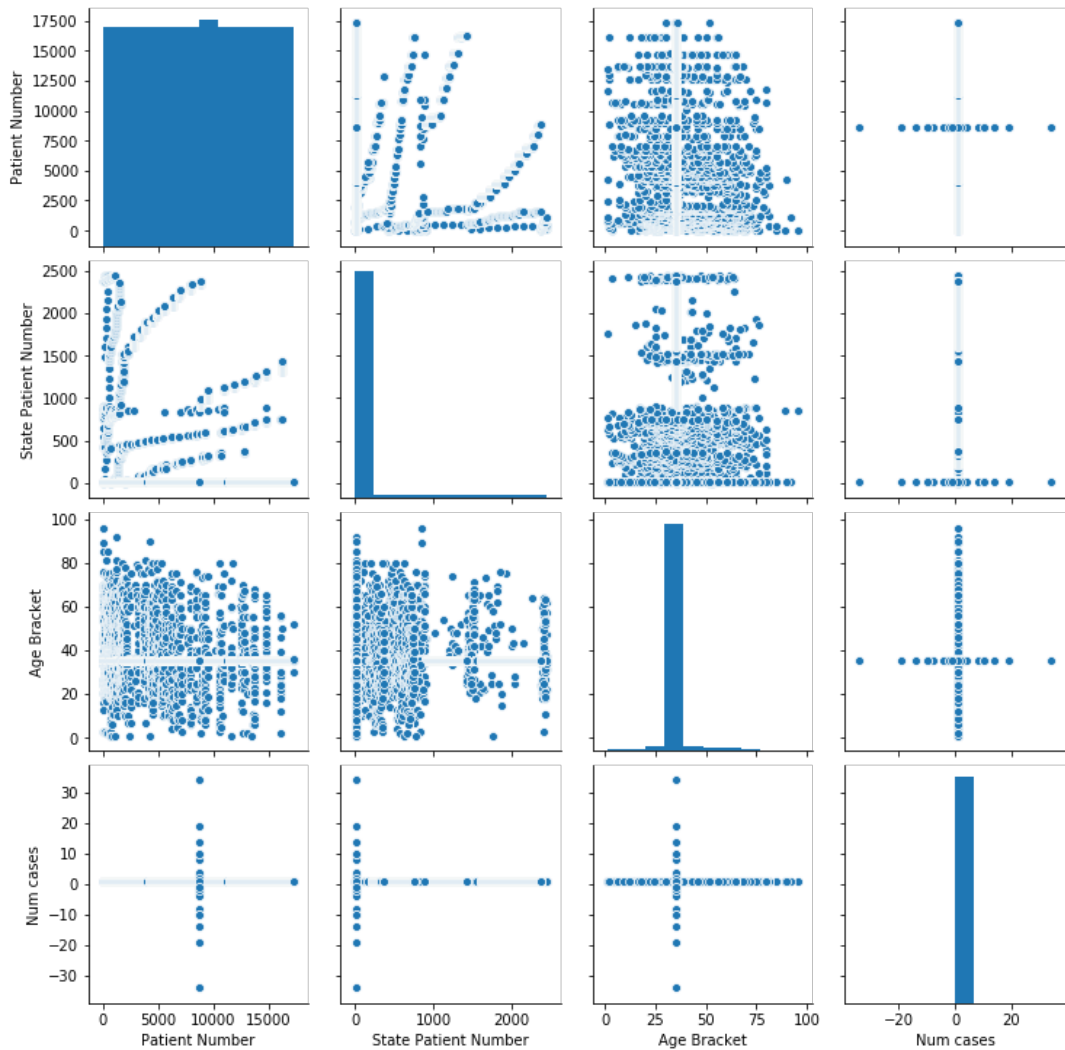 17500
15000
12500
10000
7500
5000
2500
0
Patient Number
2500
2000
1500
1000
500
0
State Patient Number
100
80
60
40
20
0
Age Bracket
30
20
10
0
−10
−20
−30
Num cases
0 5000 10000 15000
Patient Number
0 1000 2000
State Patient Number
0 25 50 75 100
Age Bracket
−20 0 20
Num cases